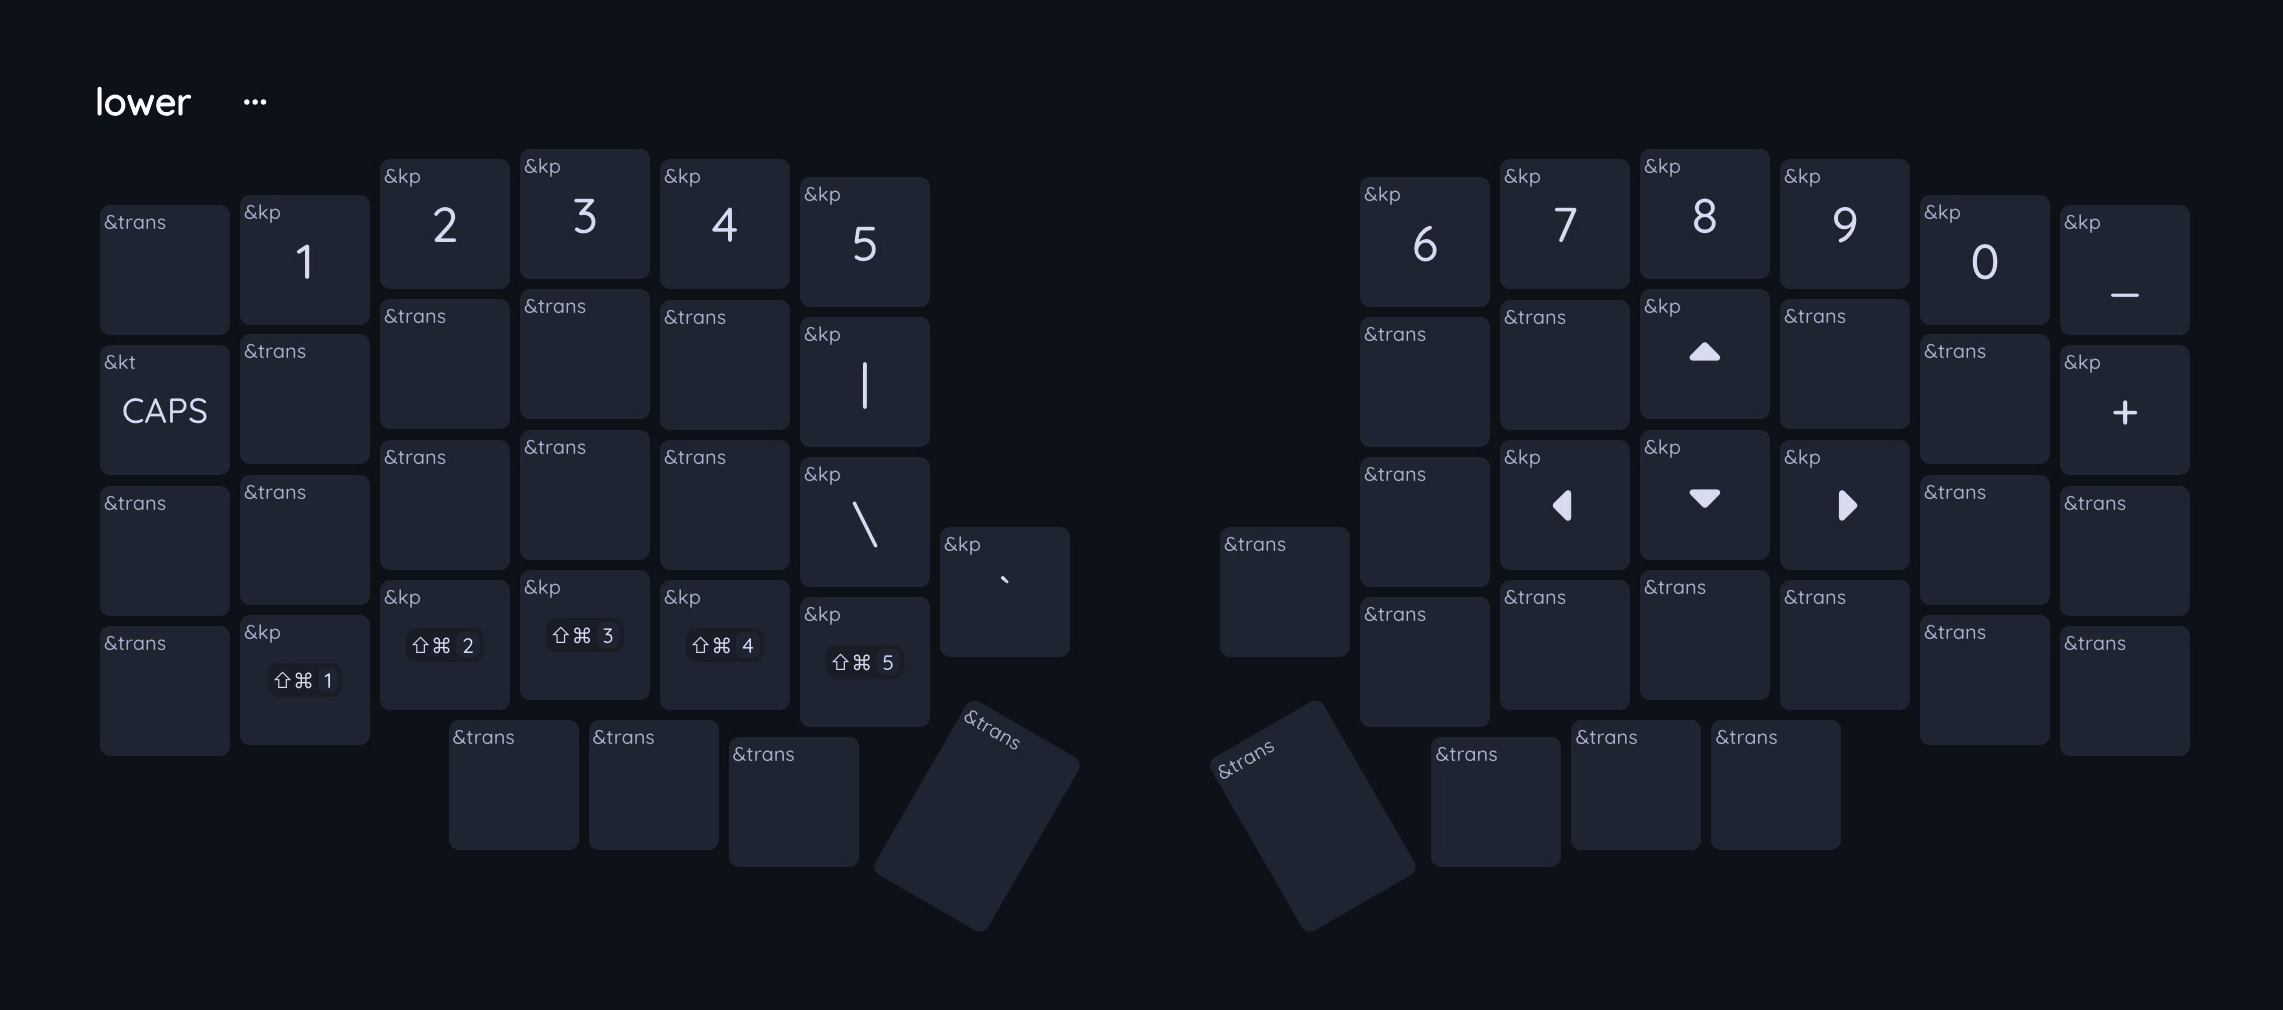 lower ...
&trans &kp 1 &kp 2 &kp 3 &kp 4 &kp 5 &kp 6 &kp 7 &kp 8 &kp 9 &kp 0 &kp _
&kt CAPS &trans &trans &trans &trans &kp | &trans &trans &kp ▲ &trans &trans &kp +
&trans &trans &trans &trans &trans &kp \ &trans &kp ◀ &kp ▼ &kp ▶ &trans &trans
&trans &kp ⇧⌘ 1 &kp ⇧⌘ 2 &kp ⇧⌘ 3 &kp ⇧⌘ 4 &kp ⇧⌘ 5 &kp ` &trans &trans &trans &trans &trans &trans &trans
&trans &trans &trans &trans &trans &trans &trans &trans